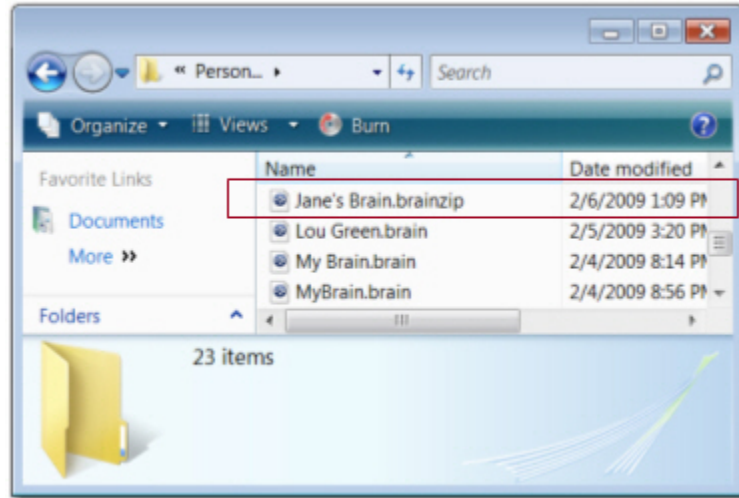 « Person... Search
Organize Views Burn
Favorite Links
Documents
More »
Folders
Name Date modified
Jane's Brain.brainzip 2/6/2009 1:09 PM
Lou Green.brain 2/5/2009 3:20 PM
My Brain.brain 2/4/2009 8:14 PM
MyBrain.brain 2/4/2009 8:56 PM
23 items